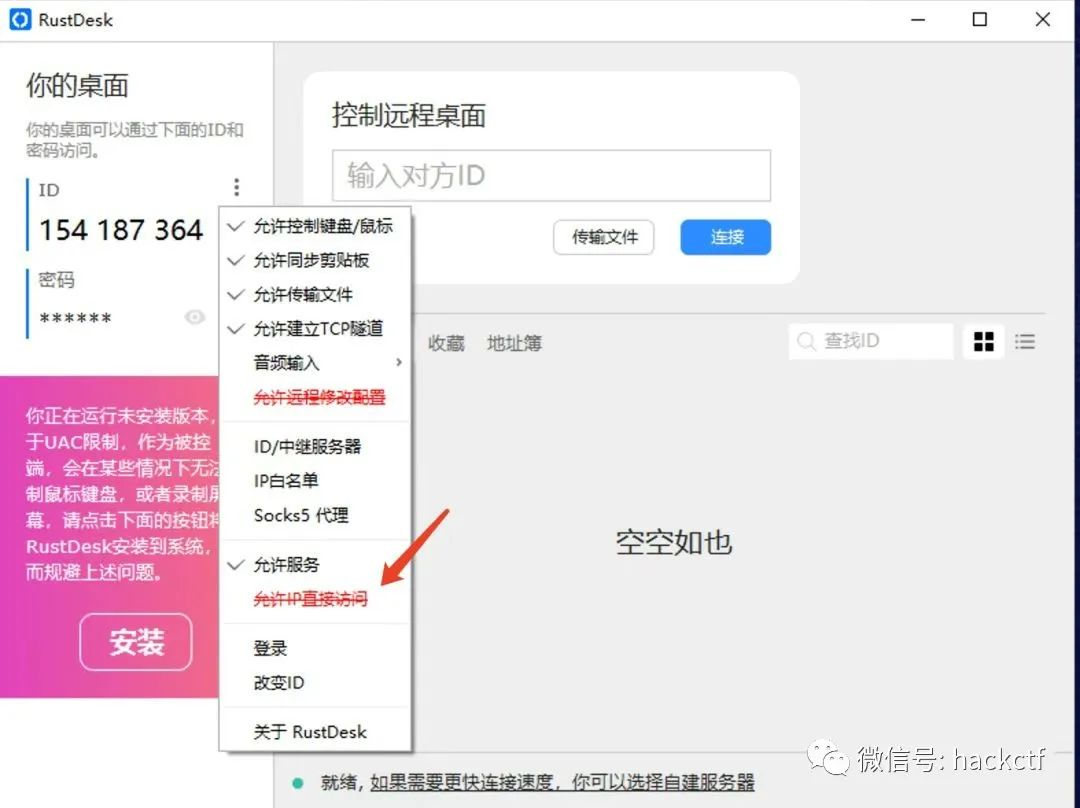 RustDesk
你的桌面
你的桌面可以通过下面的ID和
密码访问。
ID
154 187 364
密码
******
你正在运行未安装版本，
于UAC限制，作为被控
端，会在某些情况下无法
制鼠标键盘，或者录制屏
幕，请点击下面的按钮将
RustDesk安装到系统，
而规避上述问题。
安装
允许控制键盘/鼠标
允许同步剪贴板
允许传输文件
允许建立TCP隧道
音频输入
允许远程修改配置
ID/中继服务器
IP白名单
Socks5 代理
允许服务
允许IP直接访问
登录
改变ID
关于 RustDesk
控制远程桌面
输入对方ID
传输文件
连接
收藏
地址簿
查找ID
空空如也
就绪, 如果需要更快连接速度，你可以选择自建服务器
微信号: hackctf